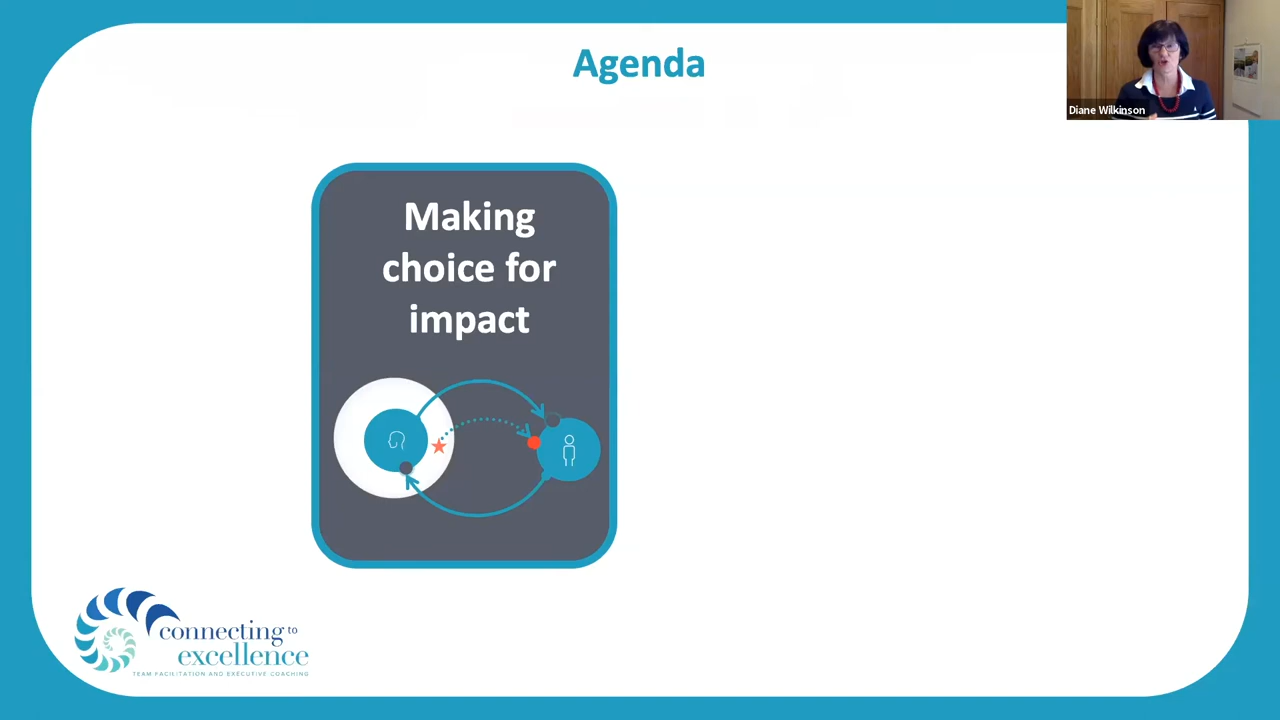 Agenda
Diane Wilkinson
Making
choice for
impact
connecting to
excellence
TEAM FACILITATION AND EXECUTIVE COACHING